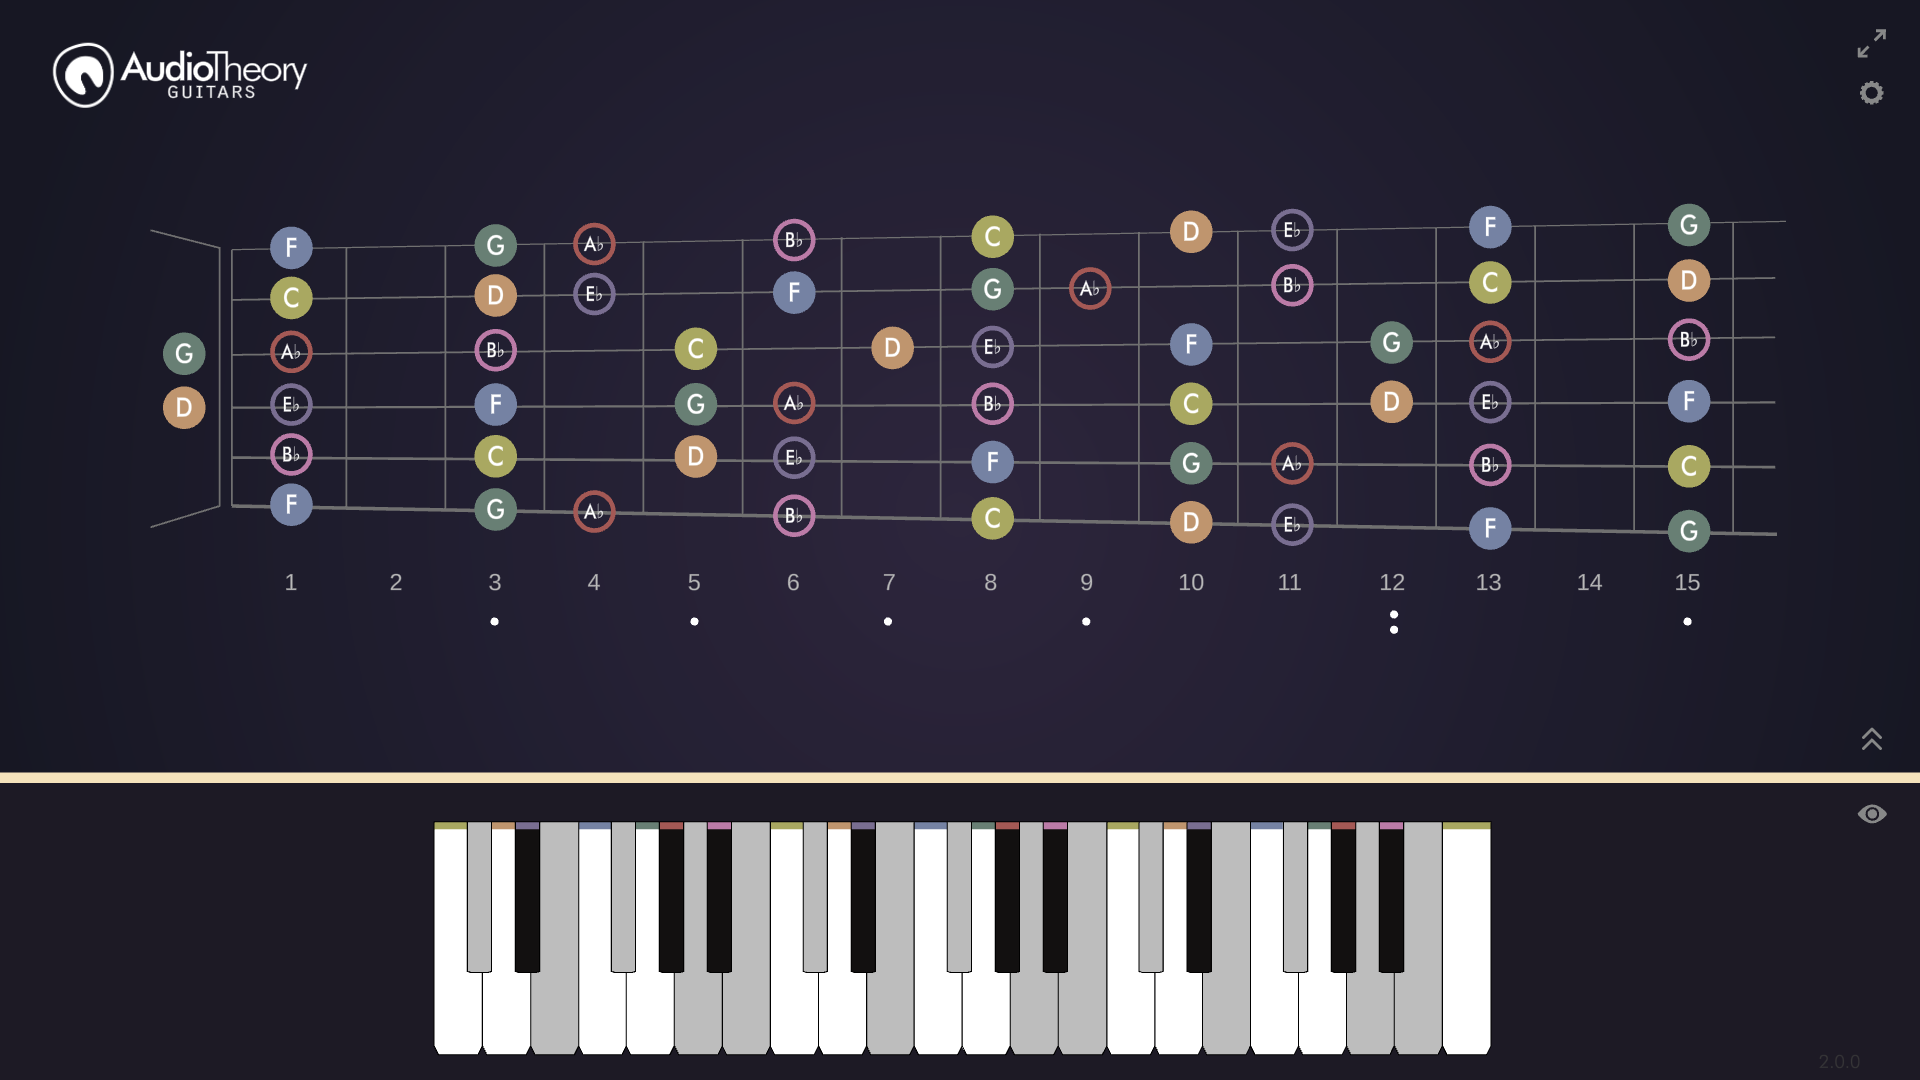 AudioTheory
GUITARS
F G A♭ B♭ C D E♭ F G
C D E♭ F G A♭ B♭ C D
G A♭ B♭ C D E♭ F G A♭ B♭
D E♭ F G A♭ B♭ C D E♭ F
B♭ C D E♭ F G A♭ B♭ C
F G A♭ B♭ C D E♭ F G
1 2 3 4 5 6 7 8 9 10 11 12 13 14 15
2.0.0